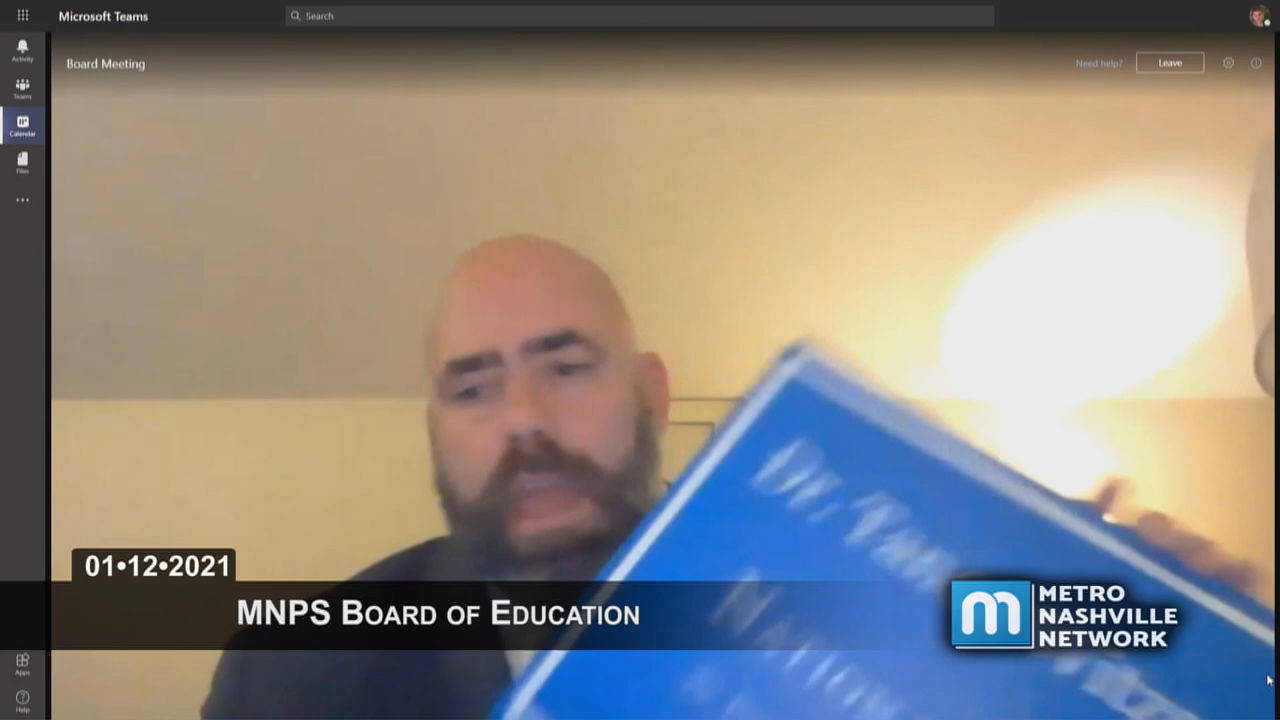 Microsoft Teams
Search
Activity
Board Meeting
Need help?
Leave
Teams
Calendar
Files
01•12•2021
MNPS BOARD OF EDUCATION
METRO
NASHVILLE
NETWORK
m
Apps
Help